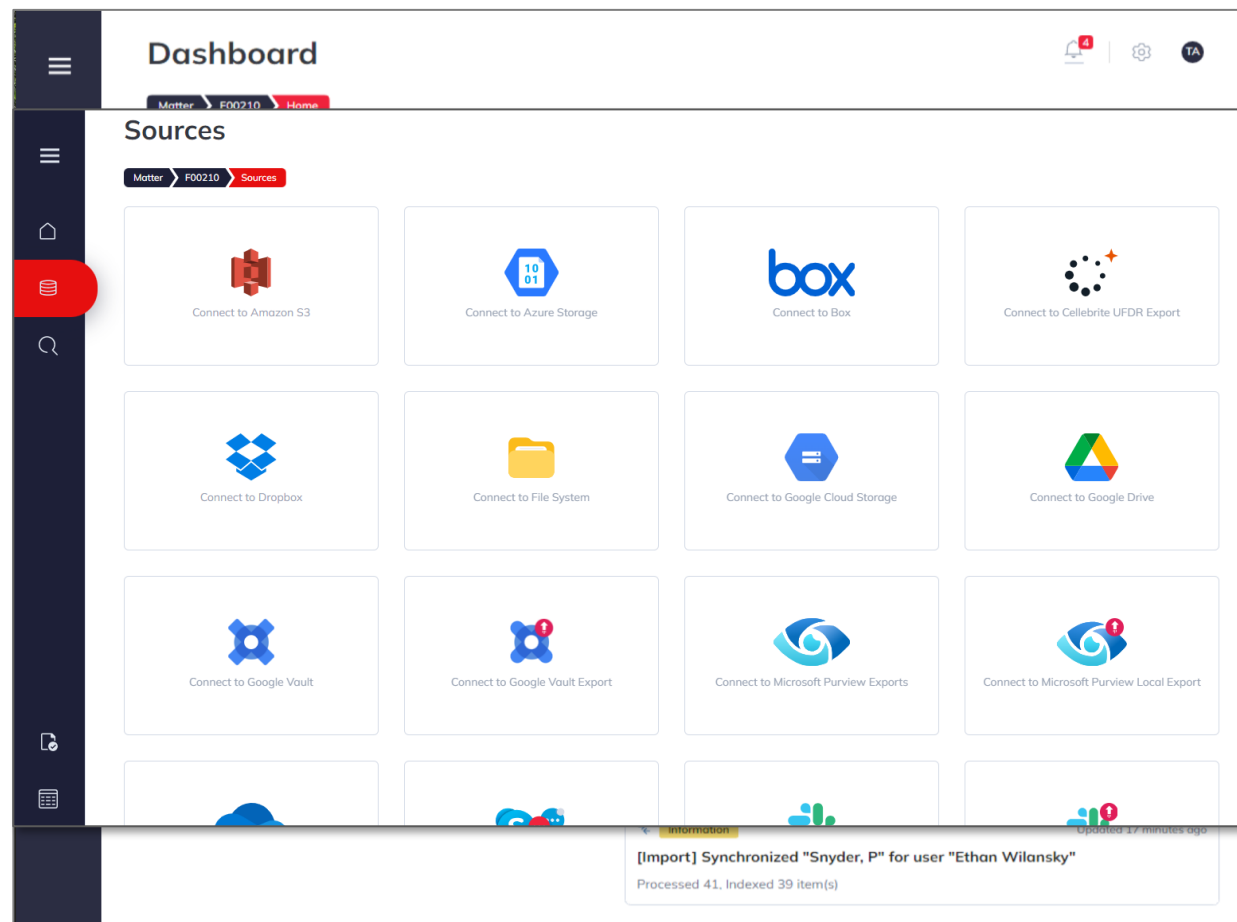 Dashboard
4
TA
Matter F00210 Home
Sources
Matter F00210 Sources
10
01
box
Connect to Amazon S3
Connect to Azure Storage
Connect to Box
Connect to Cellebrite UFDR Export
Connect to Dropbox
Connect to File System
Connect to Google Cloud Storage
Connect to Google Drive
Connect to Google Vault
Connect to Google Vault Export
Connect to Microsoft Purview Exports
Connect to Microsoft Purview Local Export
Information
Updated 17 minutes ago
[Import] Synchronized "Snyder, P" for user "Ethan Wilansky"
Processed 41, Indexed 39 item(s)